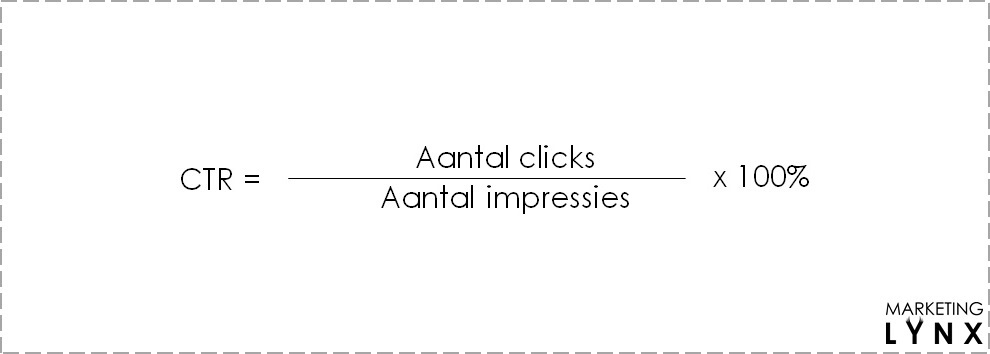 CTR =
Aantal clicks
Aantal impressies
x 100%
MARKETING
LYNX